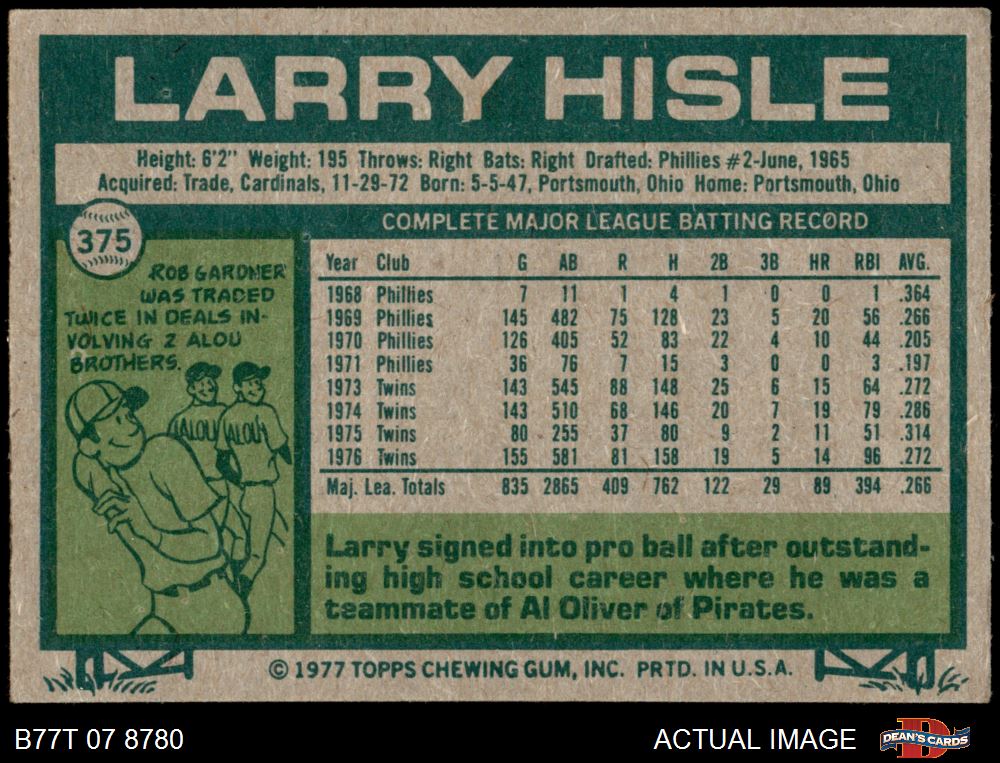 LARRY HISLE
Height: 6'2" Weight: 195 Throws: Right Bats: Right Drafted: Phillies #2-June, 1965
Acquired: Trade, Cardinals, 11-29-72 Born: 5-5-47, Portsmouth, Ohio Home: Portsmouth, Ohio
375
ROB GARDNER
WAS TRADED
TWICE IN DEALS IN-
VOLVING 2 ALOU
BROTHERS.
ALOU ALOU
COMPLETE MAJOR LEAGUE BATTING RECORD
Year Club G AB R H 2B 3B HR RBI AVG.
1968 Phillies 7 11 1 4 1 0 0 1 .364
1969 Phillies 145 482 75 128 23 5 20 56 .266
1970 Phillies 126 405 52 83 22 4 10 44 .205
1971 Phillies 36 76 7 15 3 0 0 3 .197
1973 Twins 143 545 88 148 25 6 15 64 .272
1974 Twins 143 510 68 146 20 7 19 79 .286
1975 Twins 80 255 37 80 9 2 11 51 .314
1976 Twins 155 581 81 158 19 5 14 96 .272
Maj. Lea. Totals 835 2865 409 762 122 29 89 394 .266
Larry signed into pro ball after outstand-
ing high school career where he was a
teammate of Al Oliver of Pirates.
© 1977 TOPPS CHEWING GUM, INC. PRTD. IN U.S.A.
B77T 07 8780
ACTUAL IMAGE
D
DEAN'S CARDS